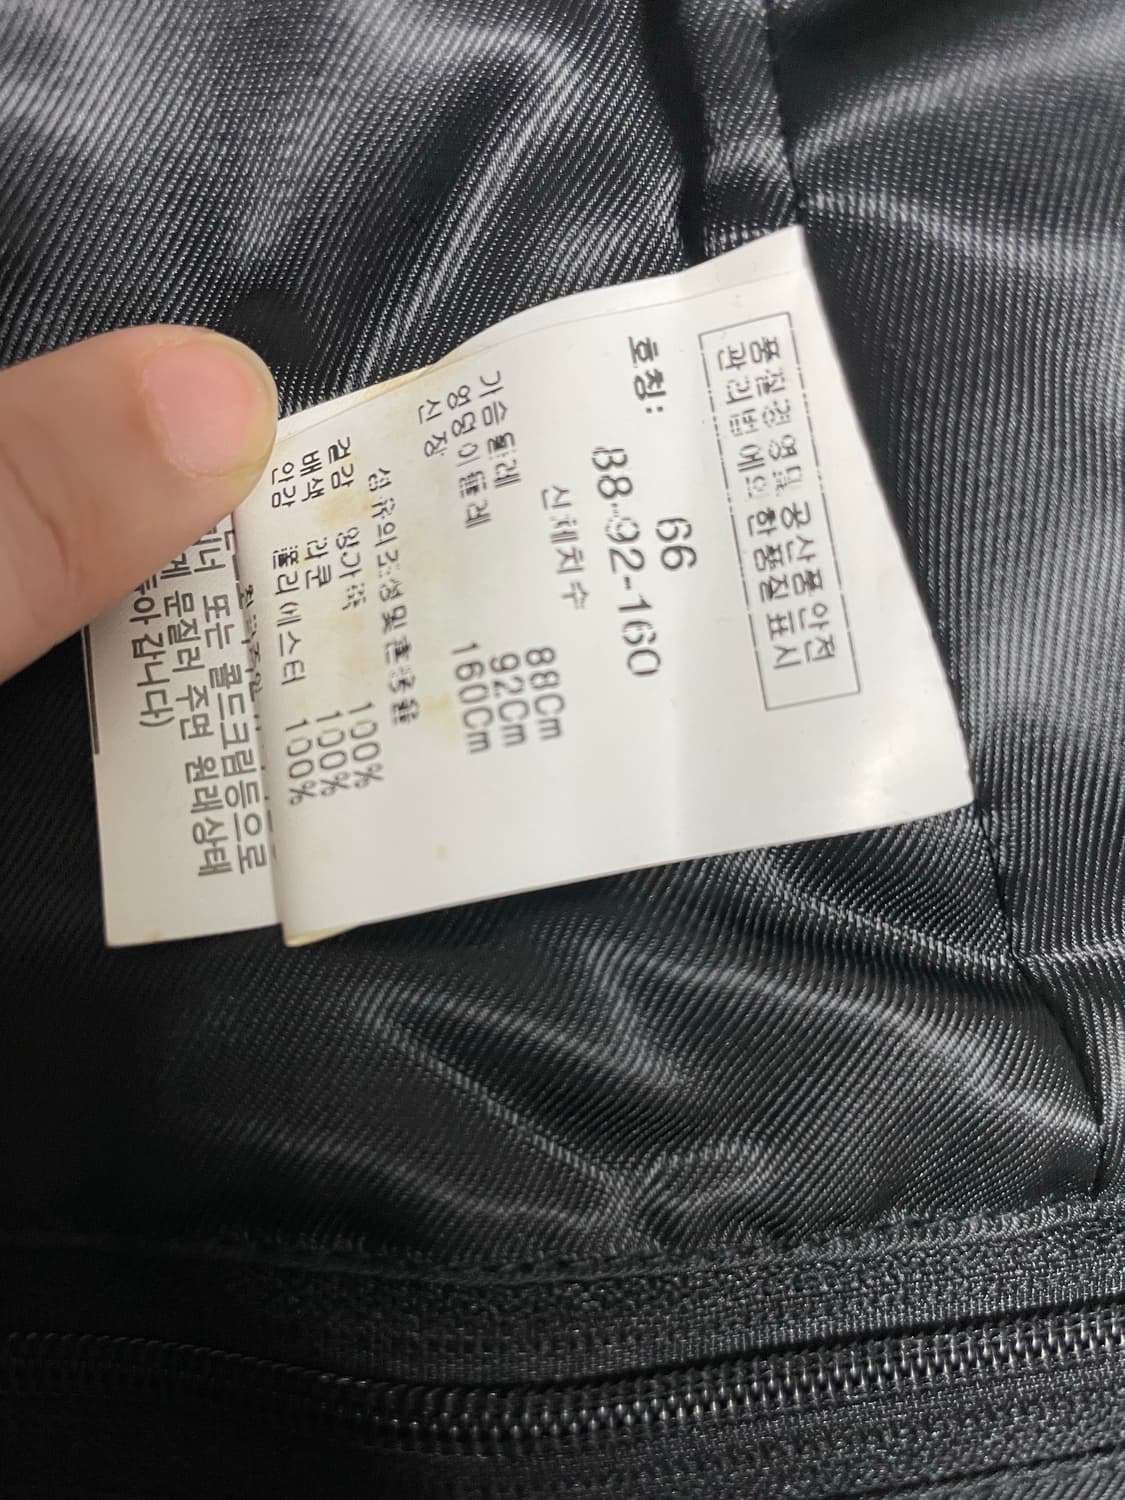 품질경영및 공산품안전
관리법에의한 품질표시
66
호칭: 88-92-160
신체치수
가슴둘레 88Cm
엉덩이둘레 92Cm
신장 160Cm
섬유의 조성 및 혼용율
겉감 양가죽 100%
배색 라쿤 100%
안감 폴리에스터 100%
또는 콜드크림등으로
문질러 주면 원래상태
갑니다)